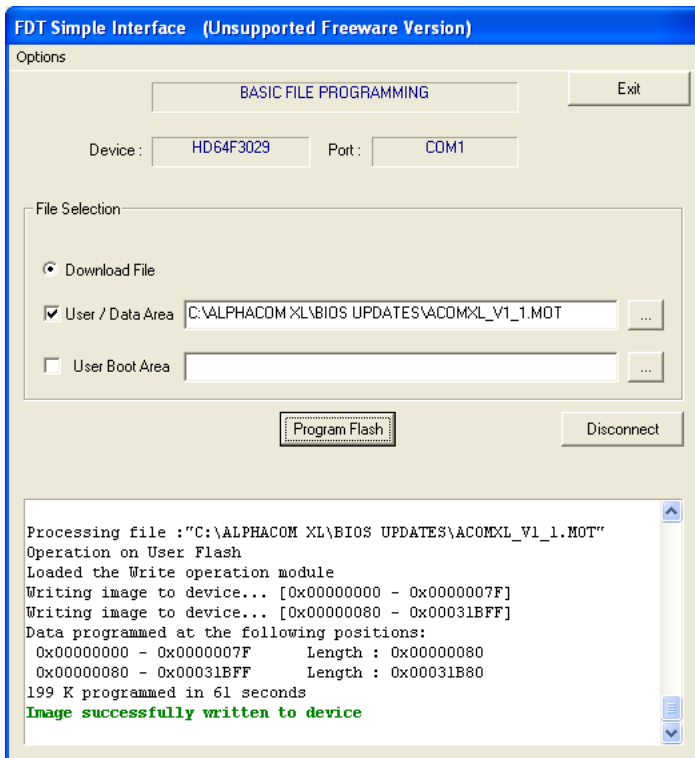 FDT Simple Interface (Unsupported Freeware Version)
Options
BASIC FILE PROGRAMMING
Exit
Device : HD64F3029 Port : COM1
File Selection
Download File
User / Data Area C:\ALPHACOM XL\BIOS UPDATES\ACOMXL_V1_1.MOT ...
User Boot Area ...
Program Flash Disconnect
Processing file :"C:\ALPHACOM XL\BIOS UPDATES\ACOMXL_V1_1.MOT"
Operation on User Flash
Loaded the Write operation module
Writing image to device... [0x00000000 - 0x0000007F]
Writing image to device... [0x00000080 - 0x00031BFF]
Data programmed at the following positions:
0x00000000 - 0x0000007F Length : 0x00000080
0x00000080 - 0x00031BFF Length : 0x00031B80
199 K programmed in 61 seconds
Image successfully written to device